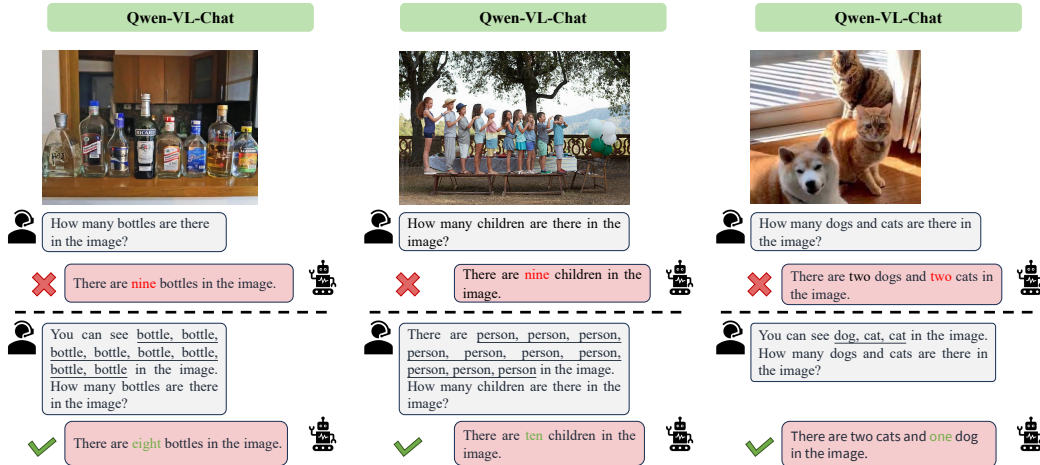 Qwen-VL-Chat
RICARD
How many bottles are there
in the image?
There are nine bottles in the image.
You can see bottle, bottle,
bottle, bottle, bottle, bottle,
bottle, bottle in the image.
How many bottles are there
in the image?
There are eight bottles in the image.
Qwen-VL-Chat
How many children are there in the
image?
There are nine children in the
image.
There are person, person, person,
person, person, person, person,
person, person, person in the image.
How many children are there in the
image?
There are ten children in the
image.
Qwen-VL-Chat
How many dogs and cats are there in
the image?
There are two dogs and two cats in
the image.
You can see dog, cat, cat in the image.
How many dogs and cats are there in
the image?
There are two cats and one dog
in the image.